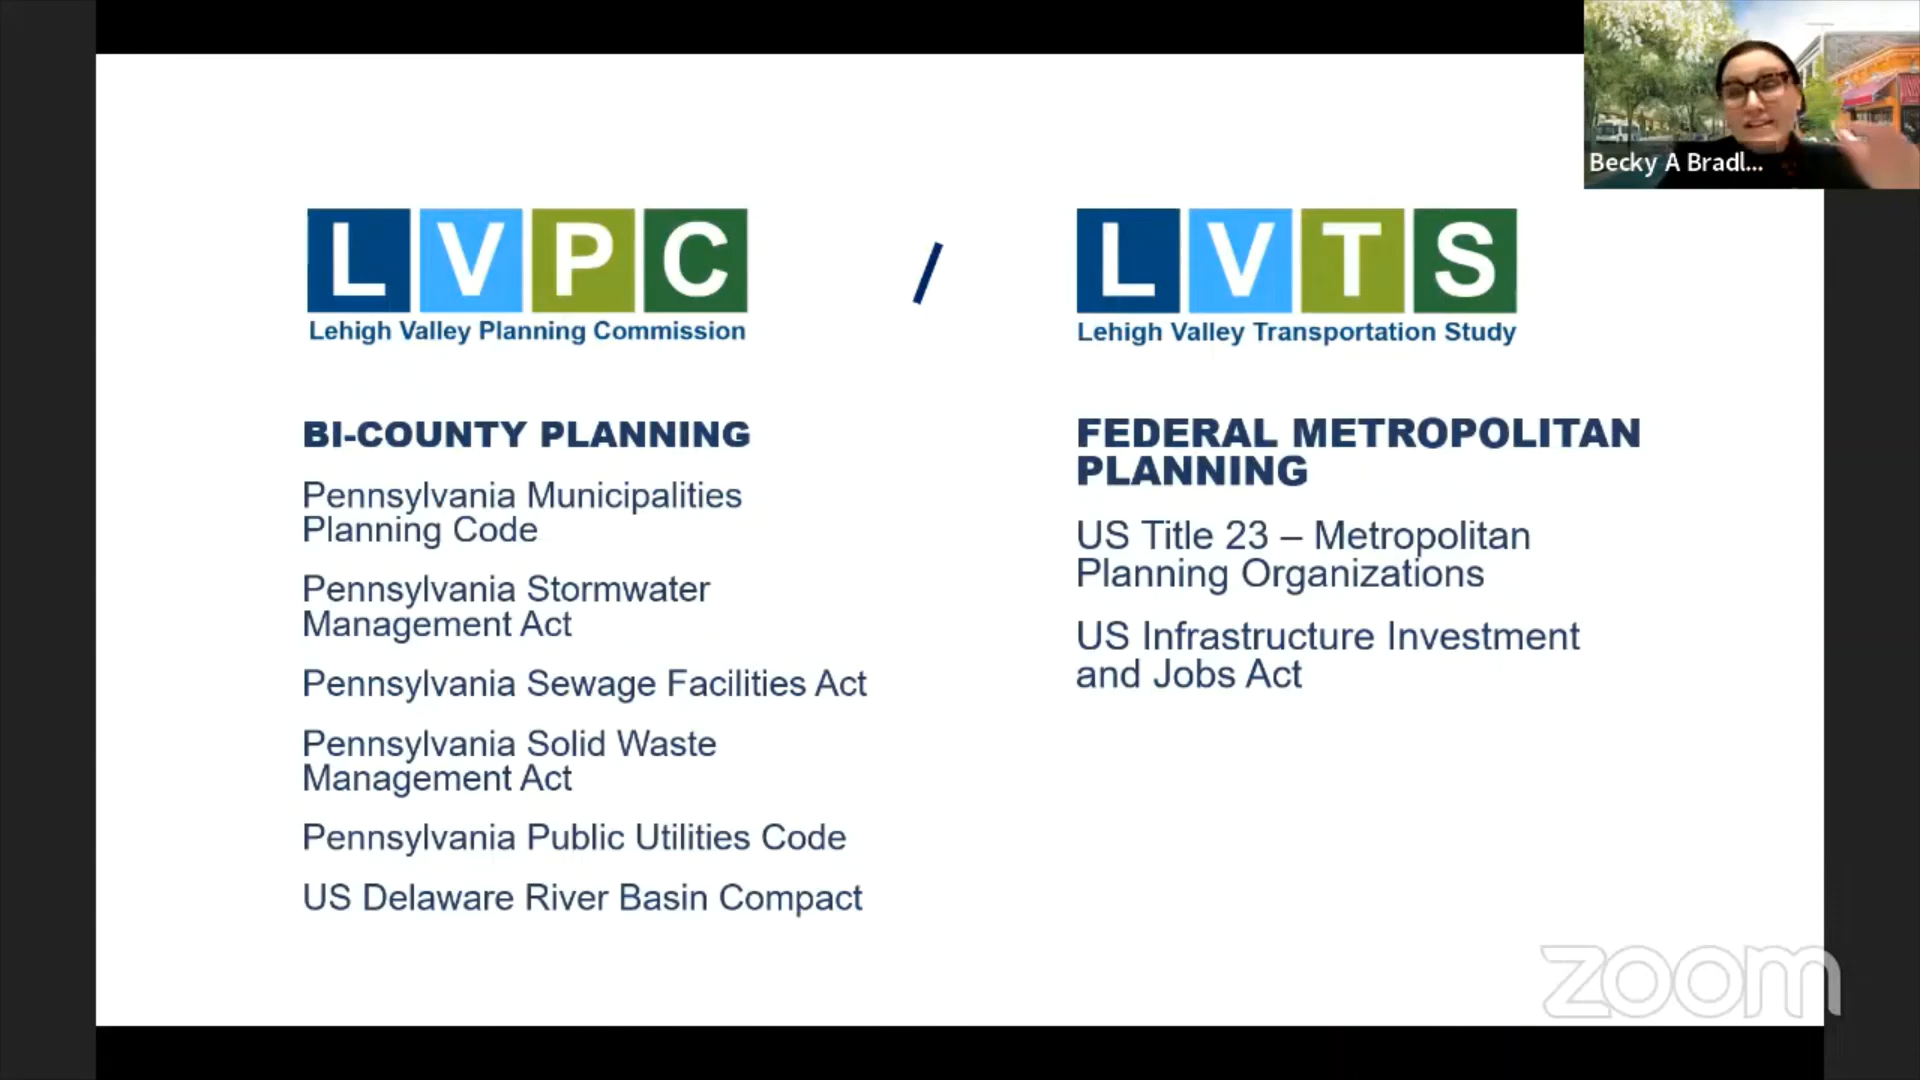 Becky A Bradl...
LVPC
Lehigh Valley Planning Commission
/
LVTS
Lehigh Valley Transportation Study
BI-COUNTY PLANNING
Pennsylvania Municipalities
Planning Code
Pennsylvania Stormwater
Management Act
Pennsylvania Sewage Facilities Act
Pennsylvania Solid Waste
Management Act
Pennsylvania Public Utilities Code
US Delaware River Basin Compact
FEDERAL METROPOLITAN
PLANNING
US Title 23 – Metropolitan
Planning Organizations
US Infrastructure Investment
and Jobs Act
zoom